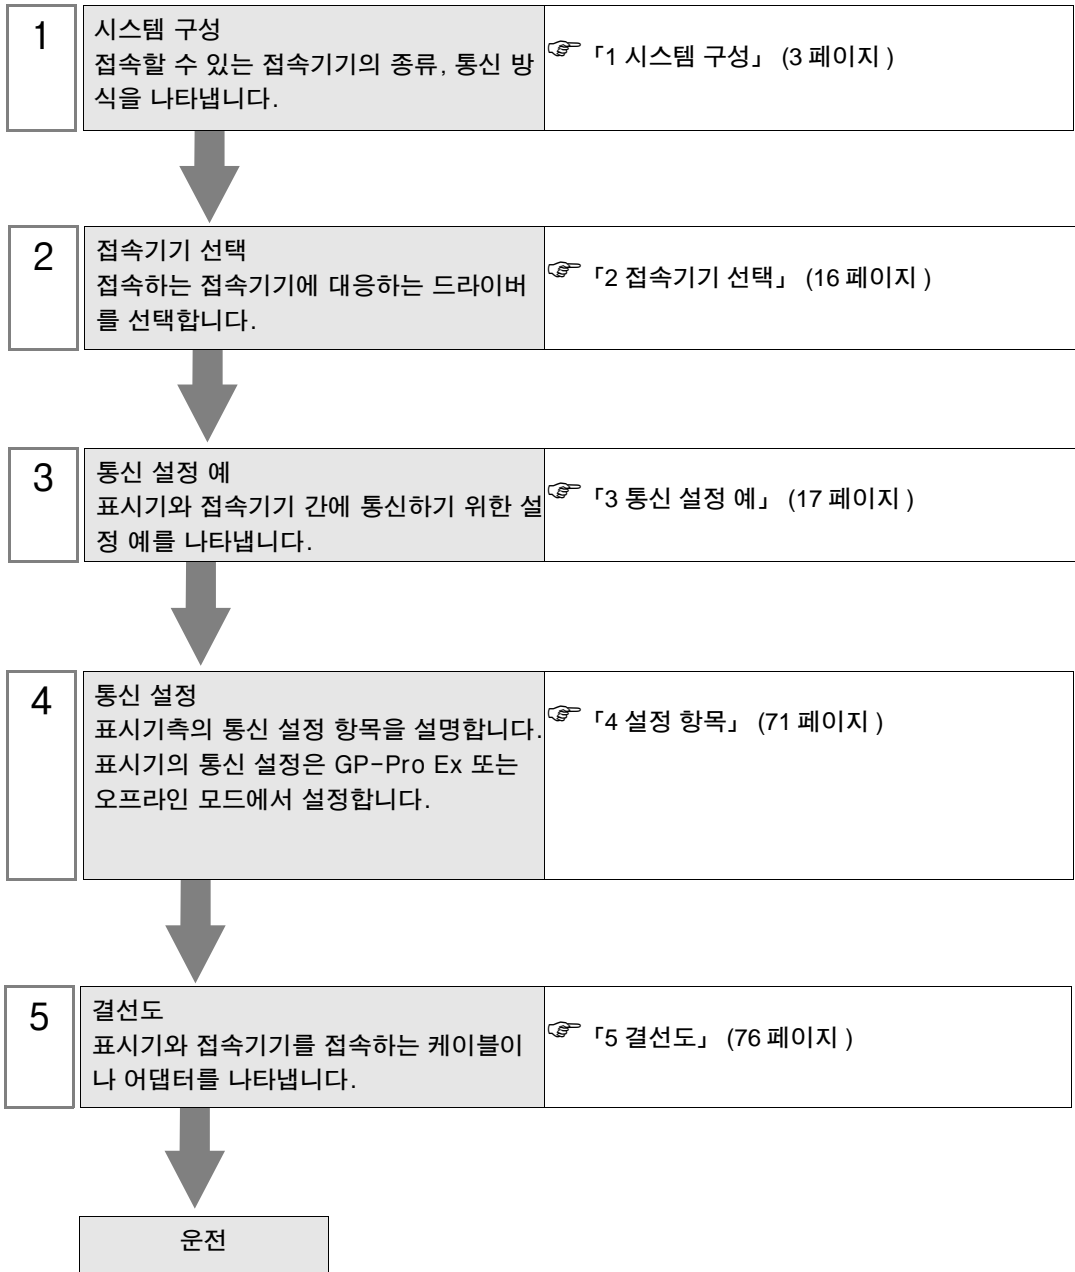 1
시스템 구성
접속할 수 있는 접속기기의 종류, 통신 방
식을 나타냅니다.
☞ 「1 시스템 구성」 (3 페이지 )
2
접속기기 선택
접속하는 접속기기에 대응하는 드라이버
를 선택합니다.
☞ 「2 접속기기 선택」 (16 페이지 )
3
통신 설정 예
표시기와 접속기기 간에 통신하기 위한 설
정 예를 나타냅니다.
☞ 「3 통신 설정 예」 (17 페이지 )
4
통신 설정
표시기측의 통신 설정 항목을 설명합니다.
표시기의 통신 설정은 GP-Pro Ex 또는
오프라인 모드에서 설정합니다.
☞ 「4 설정 항목」 (71 페이지 )
5
결선도
표시기와 접속기기를 접속하는 케이블이
나 어댑터를 나타냅니다.
☞ 「5 결선도」 (76 페이지 )
운전